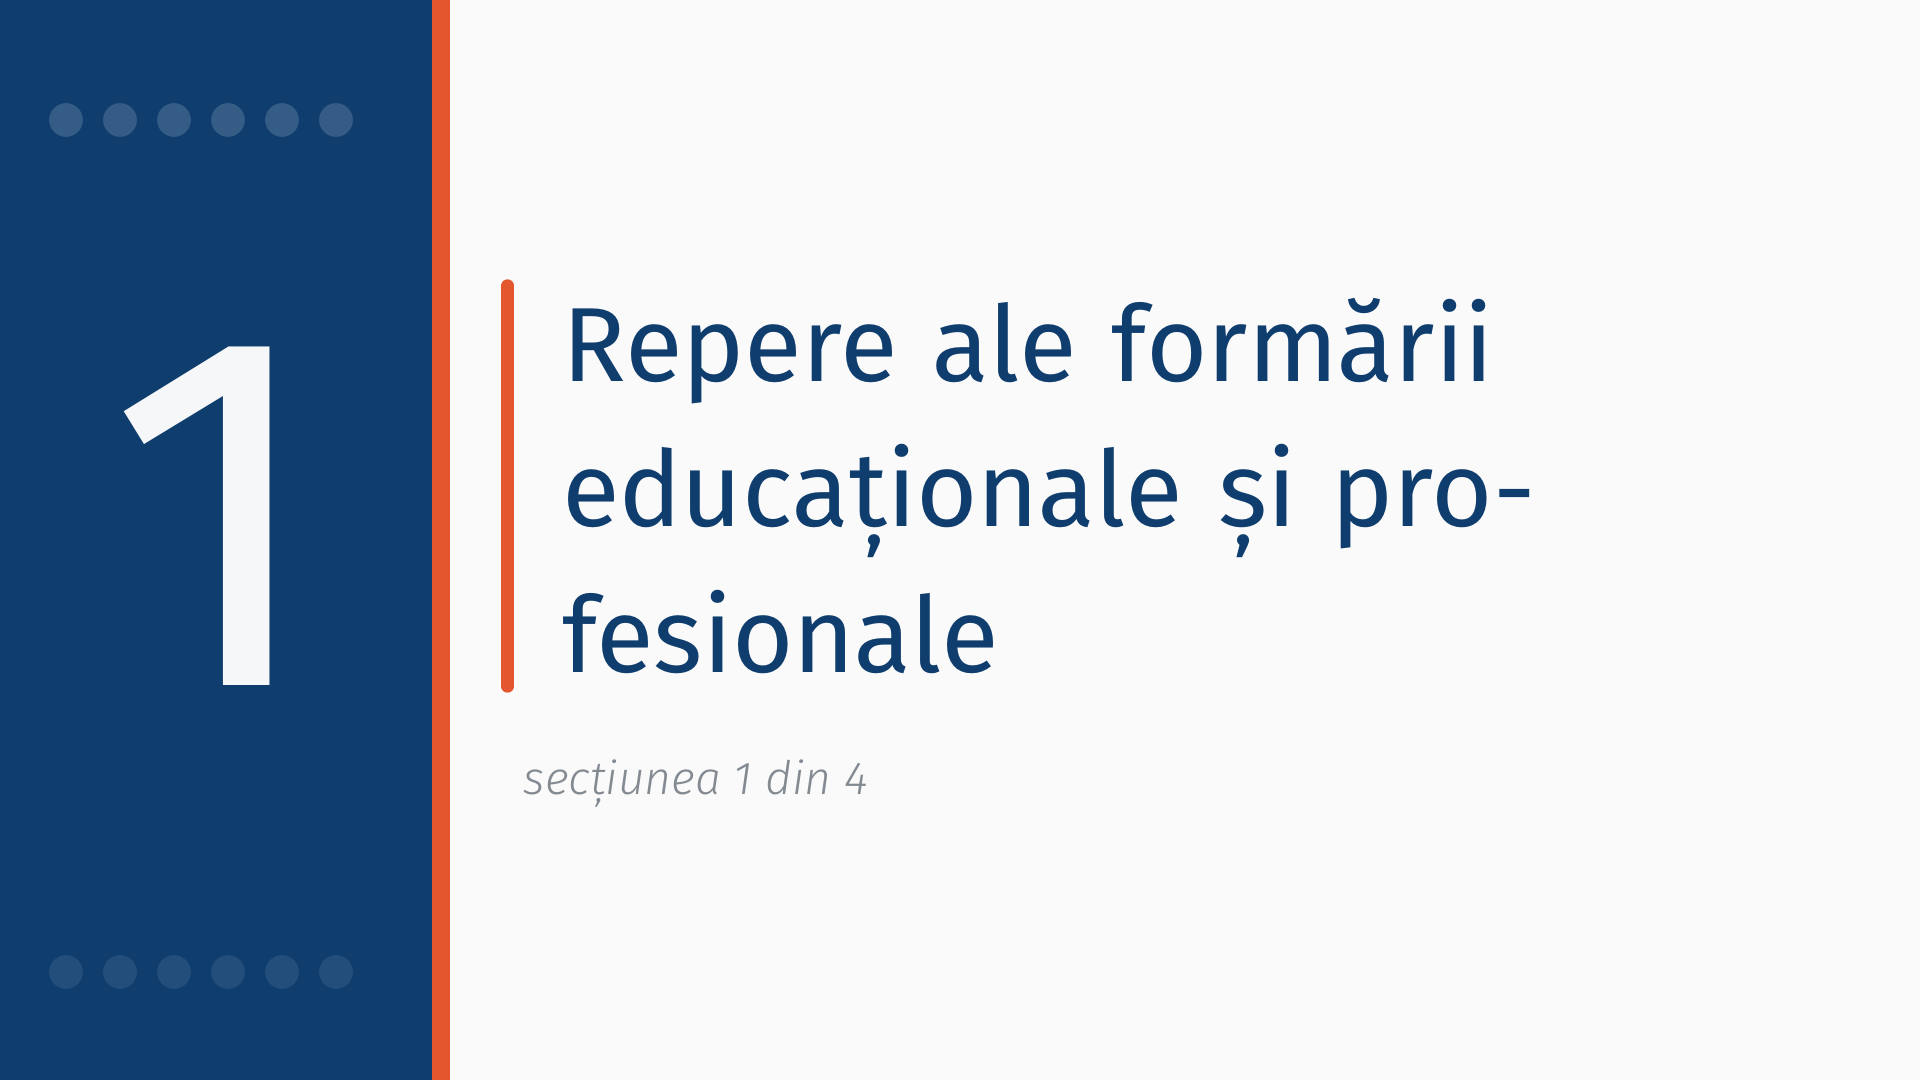 1
Repere ale formării
educaționale și pro-
fesionale
secțiunea 1 din 4